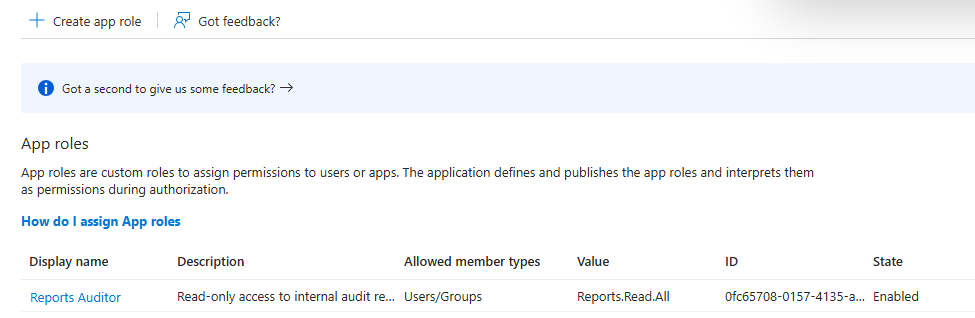 Create app role
Got feedback?
Got a second to give us some feedback?
App roles
App roles are custom roles to assign permissions to users or apps. The application defines and publishes the app roles and interprets them
as permissions during authorization.
How do I assign App roles
Display name Description Allowed member types Value ID State
Reports Auditor Read-only access to internal audit re... Users/Groups Reports.Read.All 0fc65708-0157-4135-a... Enabled